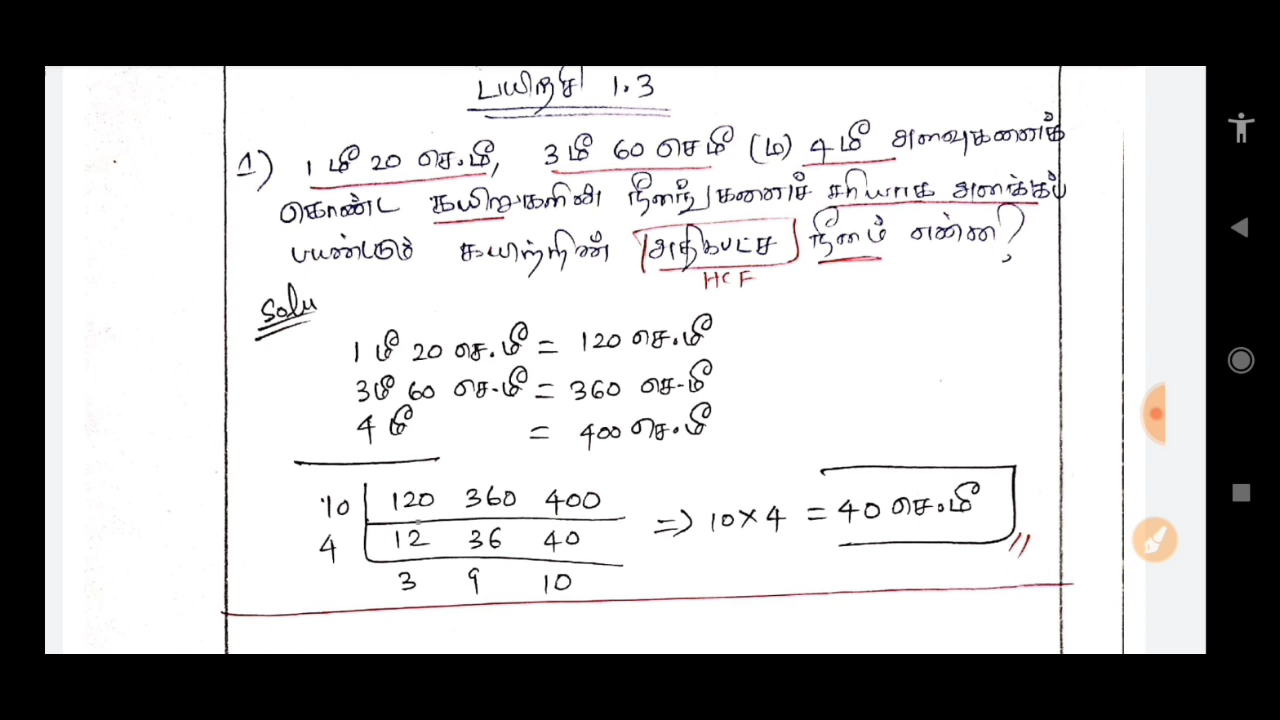 பயிற்சி 1.3
1) 1 மீ 20 செ.மீ, 3 மீ 60 செமீ (ம) 4 மீ அளவுகளைக்
கொண்ட கயிறுகளின் நீளங்களைச் சரியாக அளக்கப்
பயன்படும் கயிற்றின் அதிகபட்ச நீளம் என்ன?
HCF
Solu
1 மீ 20 செ.மீ = 120 செ.மீ
3மீ 60 செ.மீ = 360 செ.மீ
4 மீ = 400 செ.மீ
10 | 120 360 400
4 | 12 36 40 => 10×4 = 40 செ.மீ
3 9 10